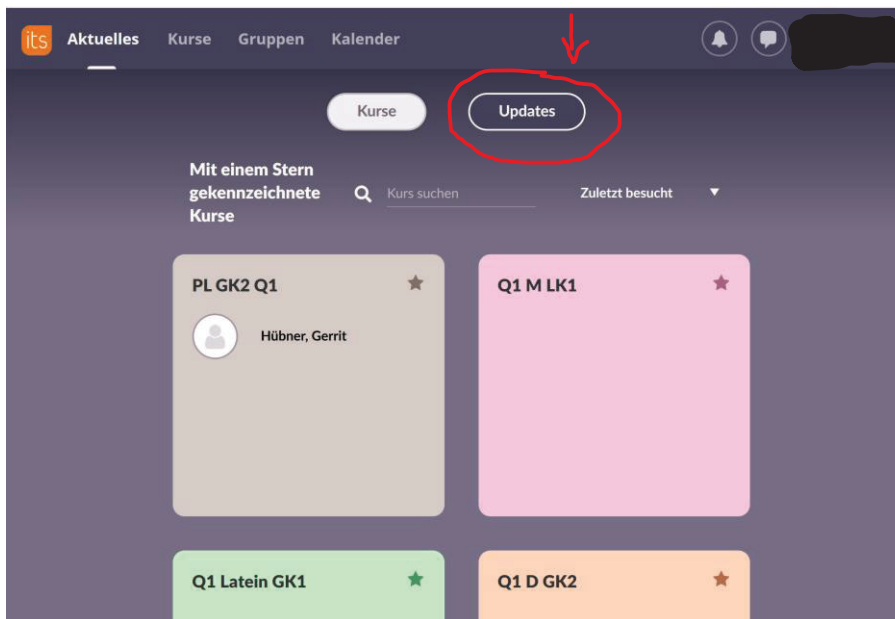 its Aktuelles Kurse Gruppen Kalender
Kurse Updates
Mit einem Stern
gekennzeichnete
Kurse
Kurs suchen Zuletzt besucht
PL GK2 Q1 Q1 M LK1
Hübner, Gerrit
Q1 Latein GK1 Q1 D GK2